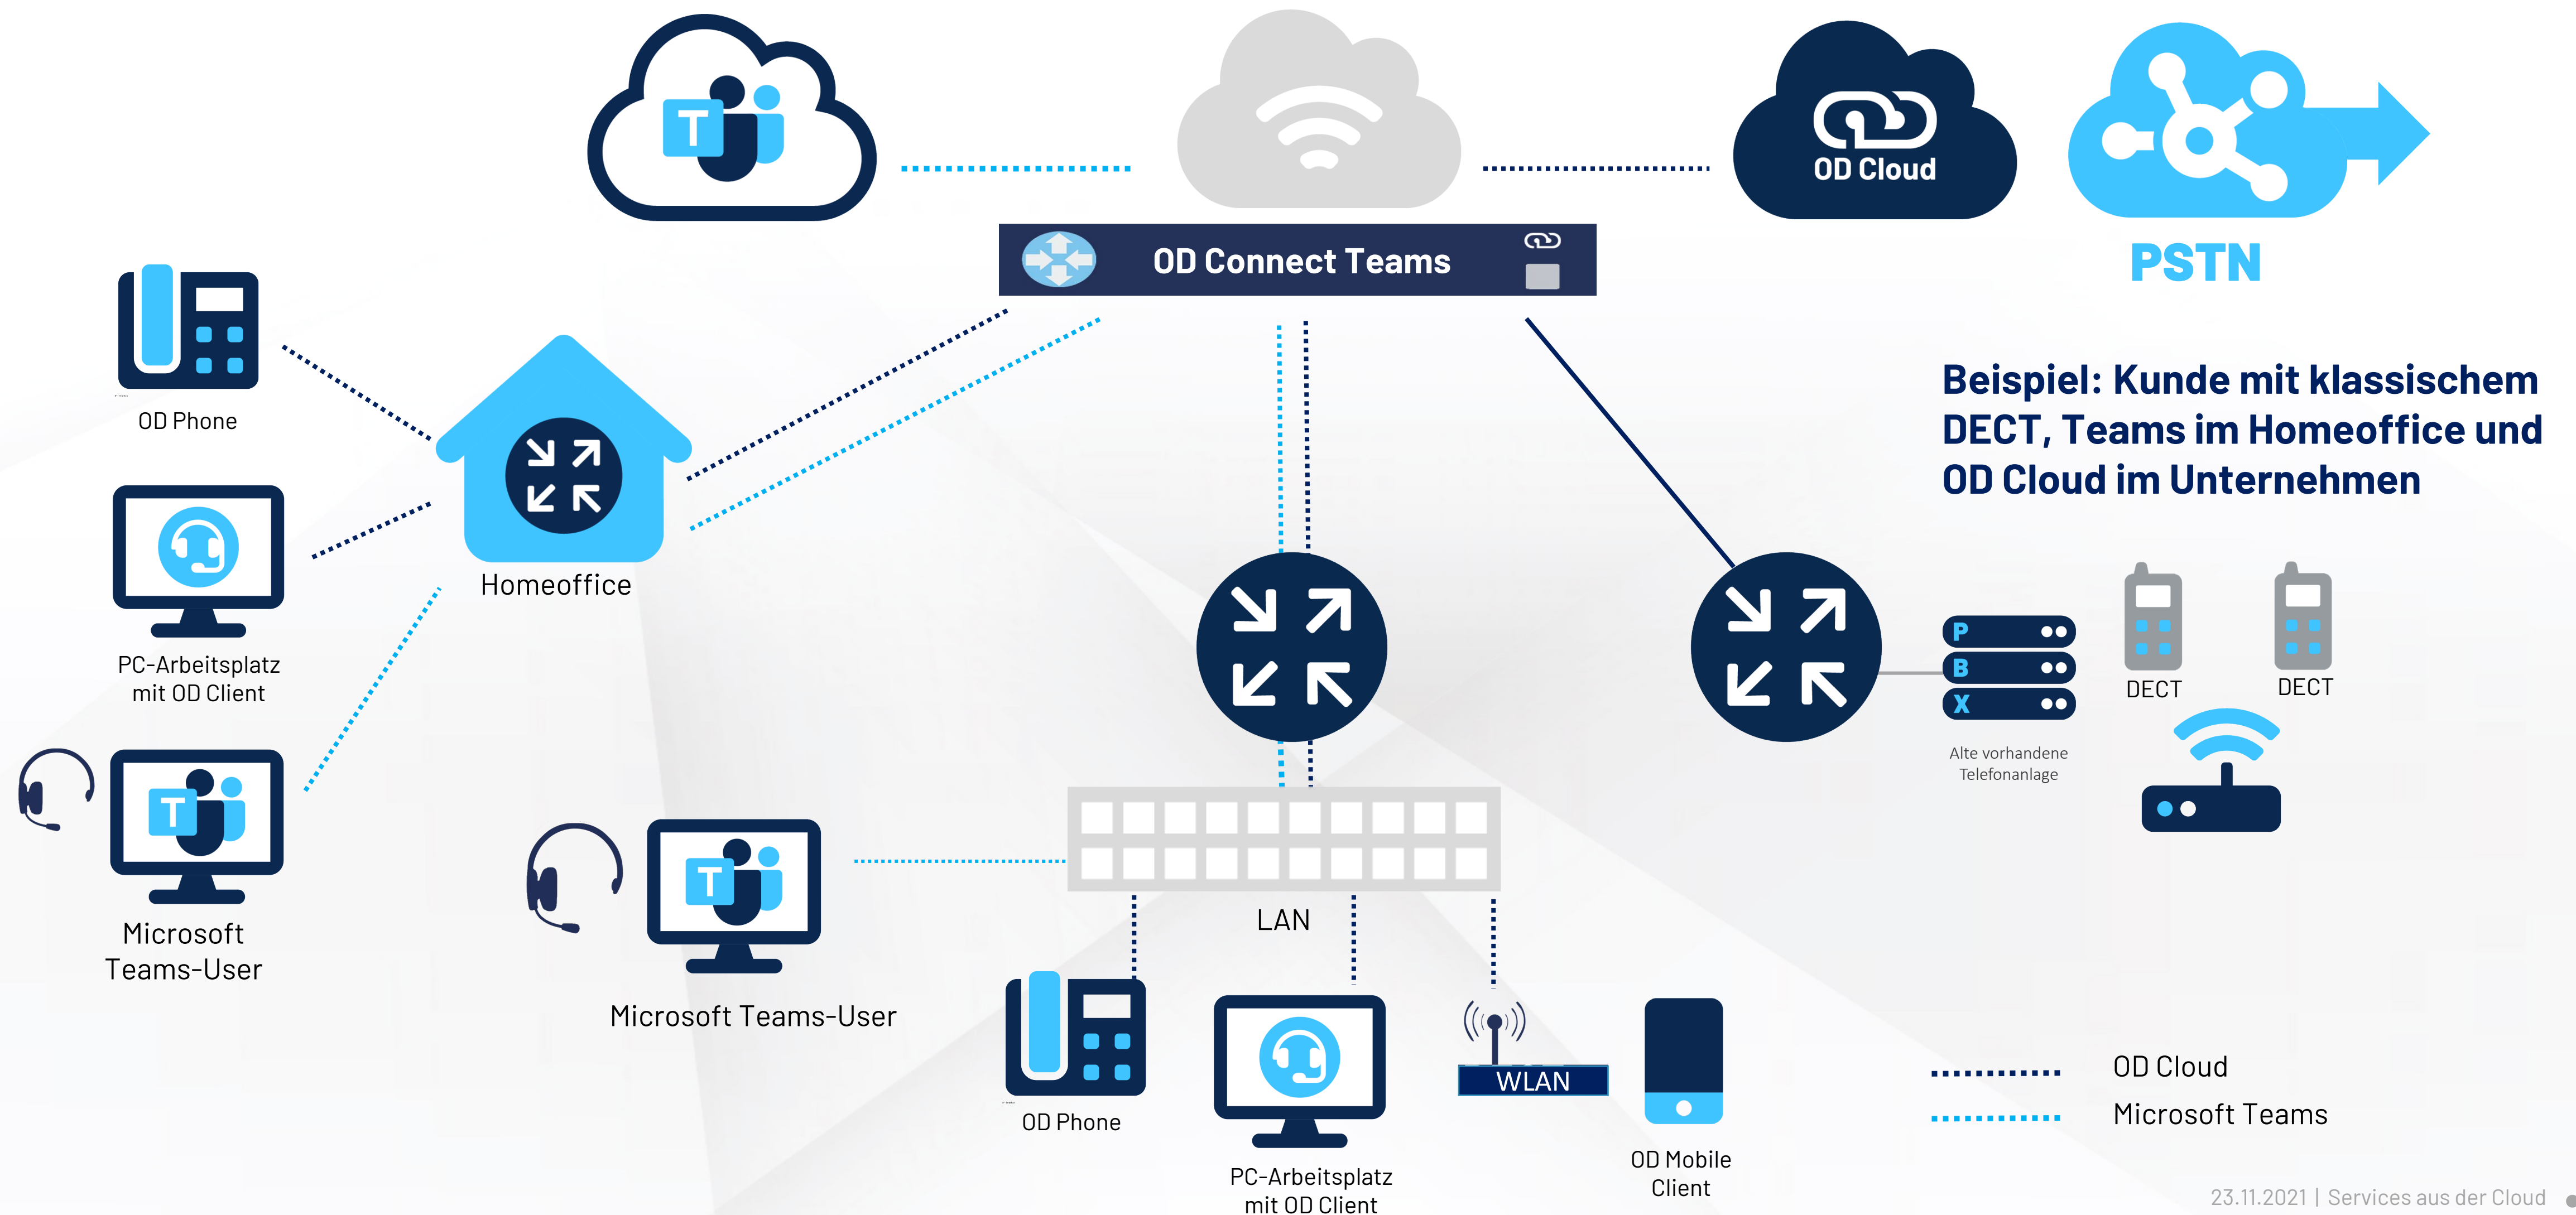 T
OD Cloud
PSTN
OD Connect Teams
Beispiel: Kunde mit klassischem
DECT, Teams im Homeoffice und
OD Cloud im Unternehmen
OD Phone
Homeoffice
PC-Arbeitsplatz
mit OD Client
T
Microsoft
Teams-User
P
B
X
Alte vorhandene
Telefonanlage
DECT
DECT
T
Microsoft Teams-User
LAN
OD Phone
PC-Arbeitsplatz
mit OD Client
WLAN
OD Mobile
Client
OD Cloud
Microsoft Teams
23.11.2021 | Services aus der Cloud